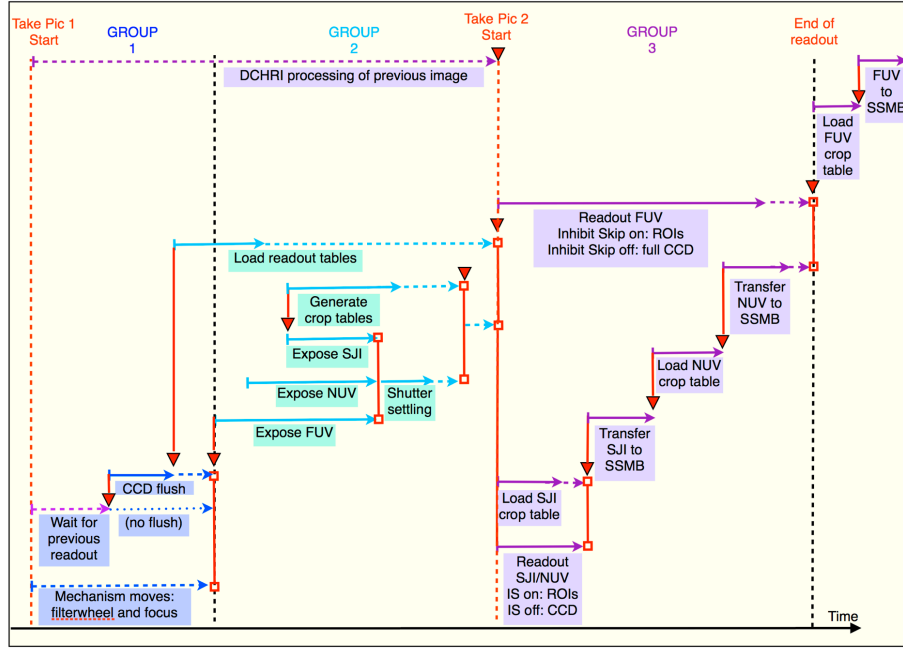 Take Pic 1
Start
GROUP
1
GROUP
2
Take Pic 2
Start
GROUP
3
End of
readout
DCHRI processing of previous image
FUV
to
SSMB
Load
FUV
crop
table
Readout FUV
Inhibit Skip on: ROIs
Inhibit Skip off: full CCD
Load readout tables
Generate
crop tables
Transfer
NUV to
SSMB
Expose SJI
Load NUV
crop table
Expose NUV
Shutter
settling
Expose FUV
Transfer
SJI to
SSMB
CCD flush
Load SJI
crop table
Wait for
previous
readout
(no flush)
Readout
SJI/NUV
IS on: ROIs
IS off: CCD
Mechanism moves:
filterwheel and focus
Time